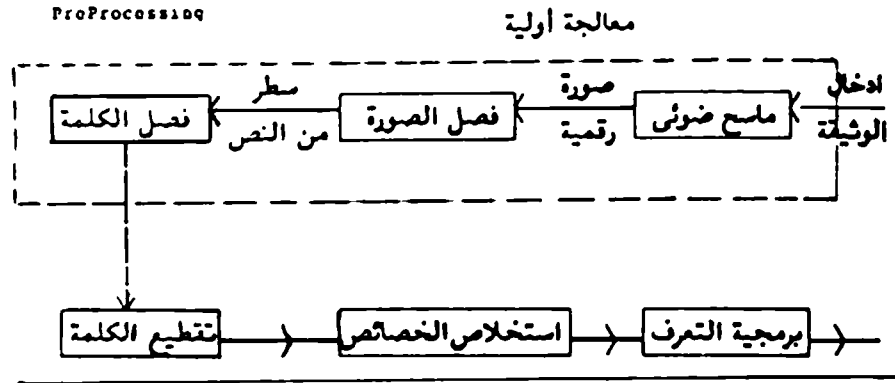 PreProcessing
معالجة أولية
ادخال
الوثيقة
ماسح ضوئى
صورة
رقمية
فصل الصورة
سطر
من النص
فصل الكلمة
تقطيع الكلمة
استخلاص الخصائص
برمجية التعرف